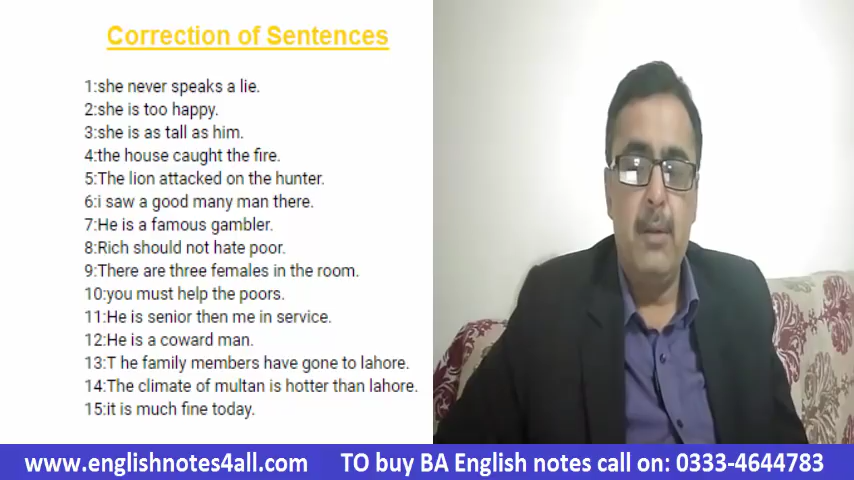 Correction of Sentences
1:she never speaks a lie.
2:she is too happy.
3:she is as tall as him.
4:the house caught the fire.
5:The lion attacked on the hunter.
6:i saw a good many man there.
7:He is a famous gambler.
8:Rich should not hate poor.
9:There are three females in the room.
10:you must help the poors.
11:He is senior then me in service.
12:He is a coward man.
13:T he family members have gone to lahore.
14:The climate of multan is hotter than lahore.
15:it is much fine today.
www.englishnotes4all.com TO buy BA English notes call on: 0333-4644783